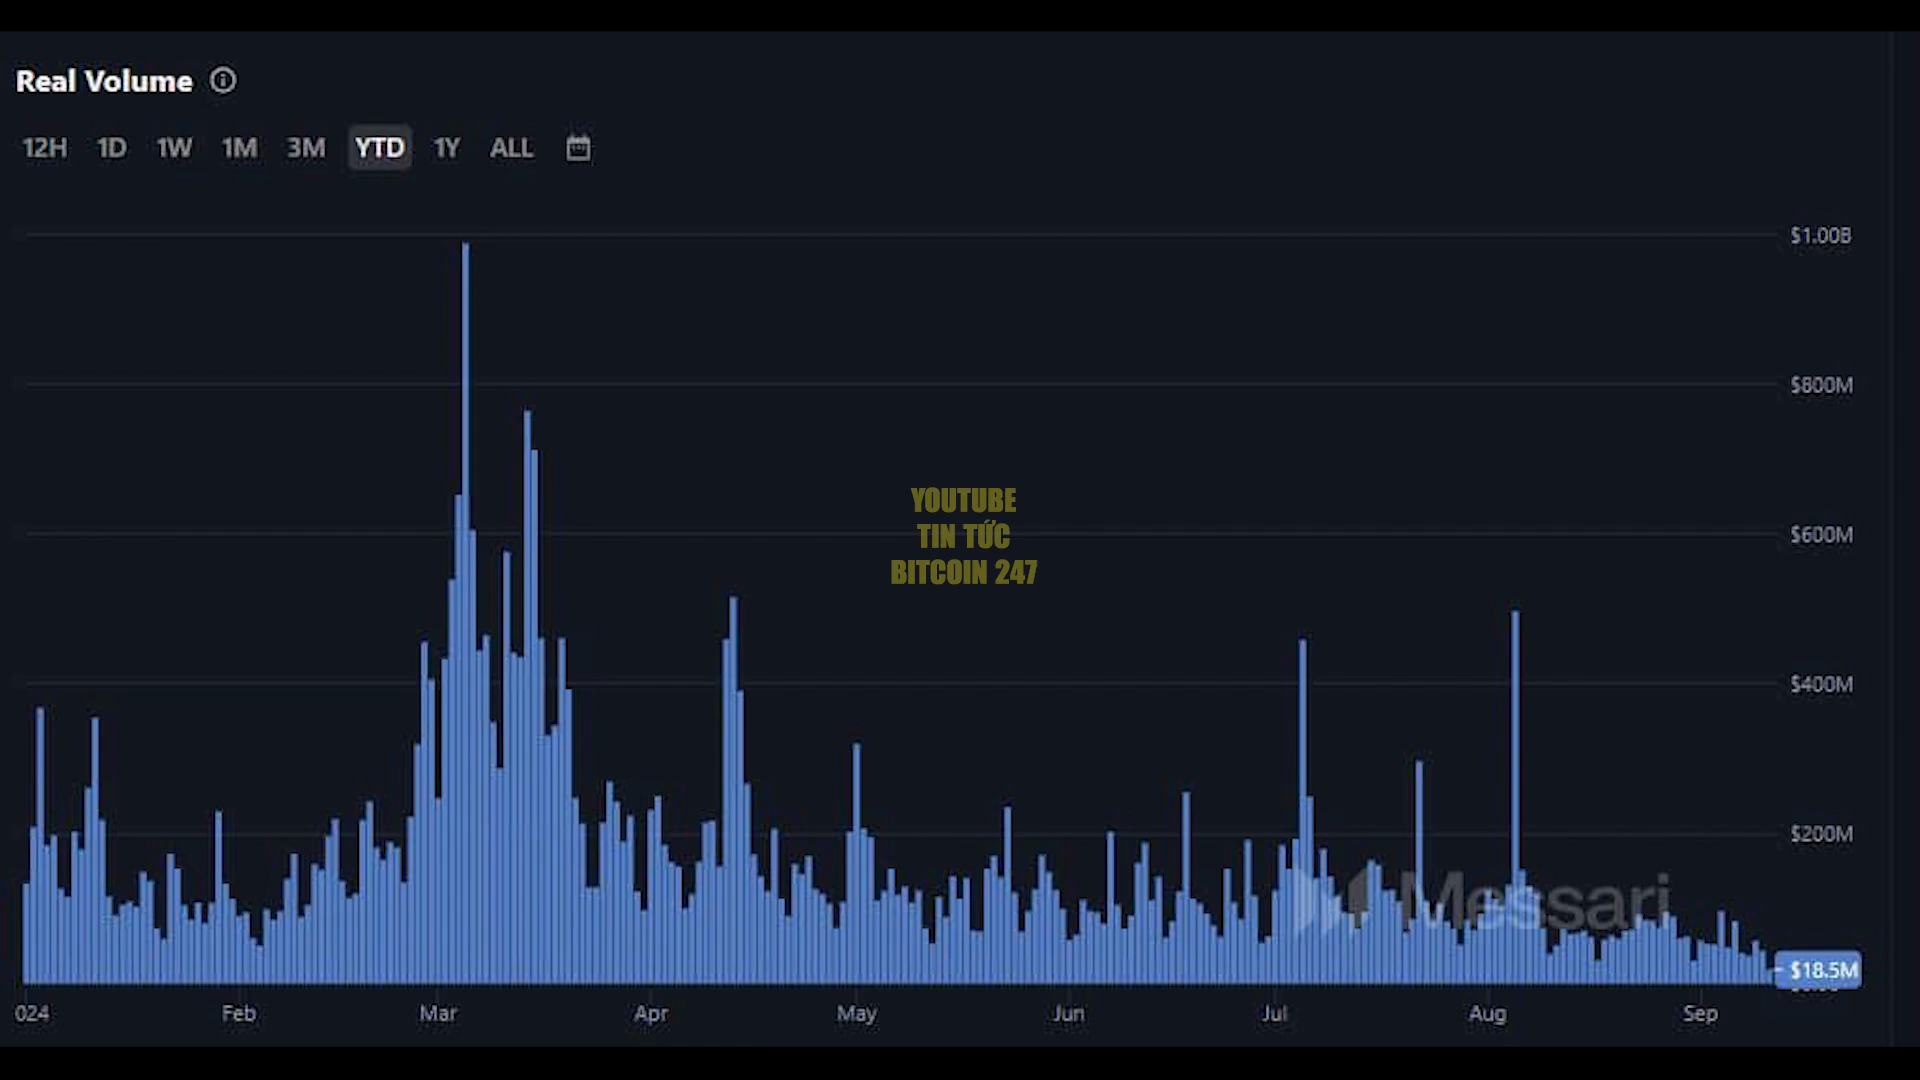 Real Volume
12H 1D 1W 1M 3M YTD 1Y ALL
$1.00B
$800M
YOUTUBE
TIN TỨC
BITCOIN 247
$600M
$400M
$200M
Messari
$18.5M
024 Feb Mar Apr May Jun Jul Aug Sep